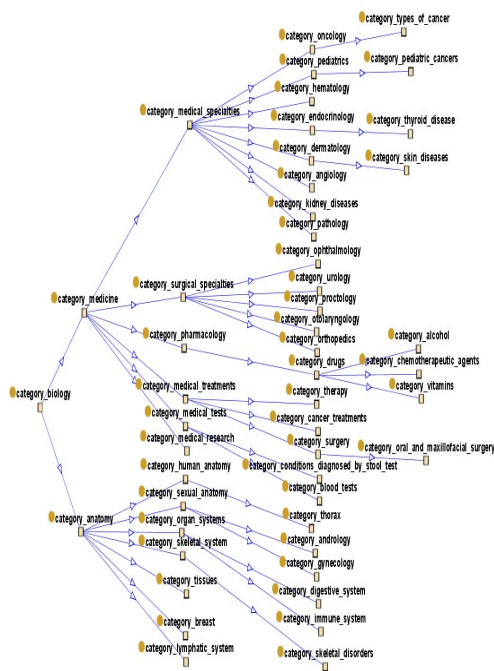 category_types_of_cancer
category_oncology
category_pediatrics
category_pediatric_cancers
category_hematology
category_medical_specialties
category_endocrinology
category_thyroid_disease
category_dermatology
category_skin_diseases
category_angiology
category_kidney_diseases
category_pathology
category_ophthalmology
category_urology
category_surgical_specialties
category_proctology
category_medicine
category_otolaryngology
category_pharmacology
category_orthopedics
category_alcohol
category_drugs
category_chemotherapeutic_agents
category_medical_treatments
category_vitamins
category_biology
category_therapy
category_medical_tests
category_cancer_treatments
category_medical_research
category_surgery
category_oral_and_maxillofacial_surgery
category_human_anatomy
category_conditions_diagnosed_by_stool_test
category_sexual_anatomy
category_blood_tests
category_anatomy
category_organ_systems
category_thorax
category_skeletal_system
category_andrology
category_gynecology
category_tissues
category_digestive_system
category_immune_system
category_breast
category_lymphatic_system
category_skeletal_disorders